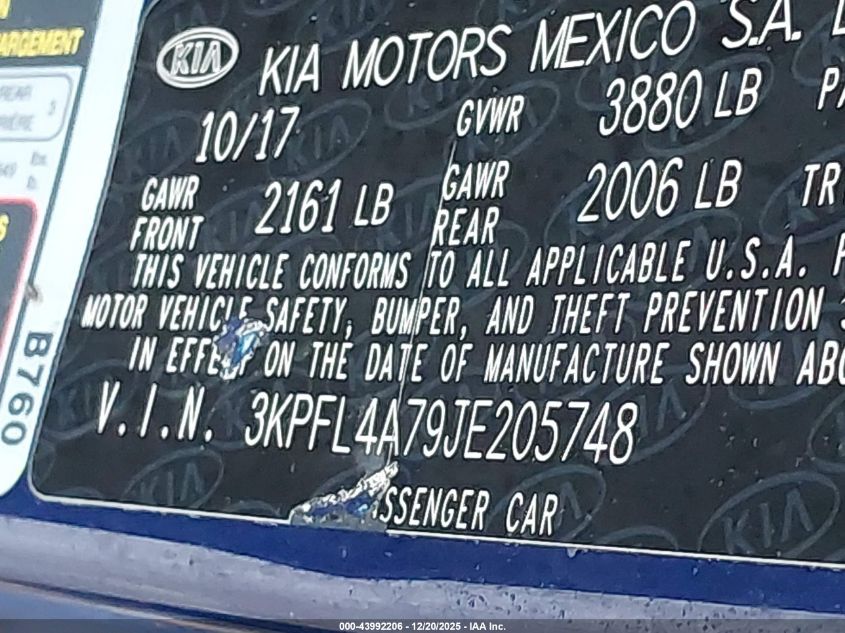 KIA KIA MOTORS MEXICO S.A.
10/17 GVWR 3880 LB
GAWR FRONT 2161 LB GAWR REAR 2006 LB TR
THIS VEHICLE CONFORMS TO ALL APPLICABLE U.S.A.
MOTOR VEHICLE SAFETY, BUMPER, AND THEFT PREVENTION
IN EFFECT ON THE DATE OF MANUFACTURE SHOWN ABO
V.I.N. 3KPFL4A79JE205748
SSENGER CAR
B760
ARGEMENT
000-43992206 - 12/20/2025 - IAA Inc.